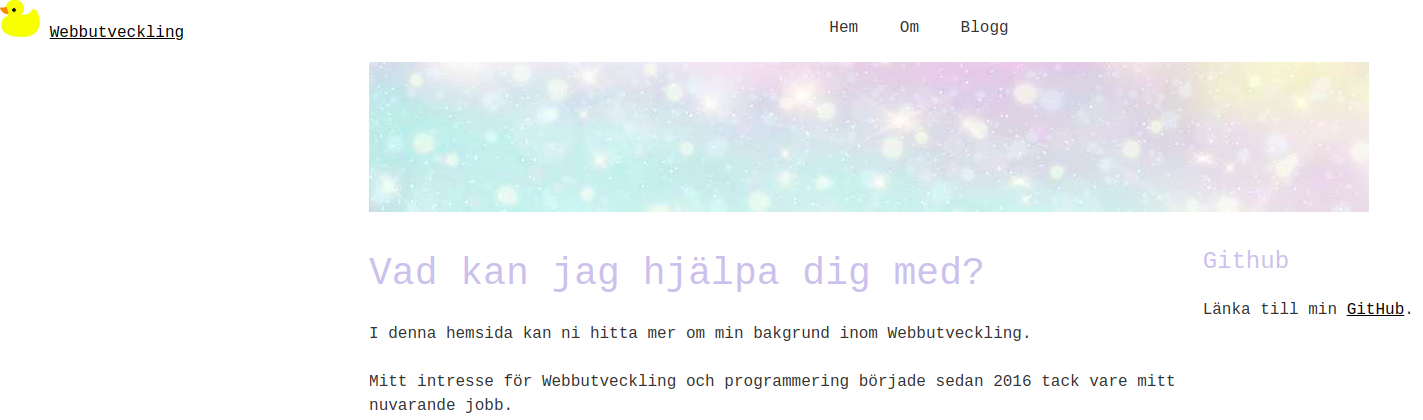 Webbutveckling
Hem Om Blogg
Vad kan jag hjälpa dig med?
I denna hemsida kan ni hitta mer om min bakgrund inom Webbutveckling.
Mitt intresse för Webbutveckling och programmering började sedan 2016 tack vare mitt
nuvarande jobb.
Github
Länka till min GitHub.